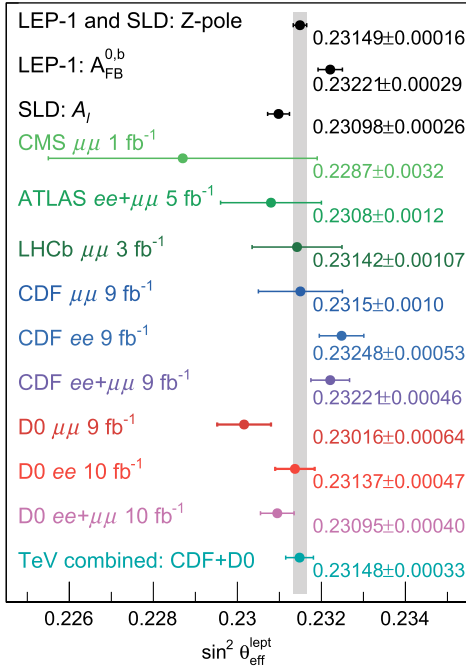 LEP-1 and SLD: Z-pole 0.23149±0.00016
LEP-1: A_FB^0,b 0.23221±0.00029
SLD: A_l 0.23098±0.00026
CMS μμ 1 fb⁻¹ 0.2287±0.0032
ATLAS ee+μμ 5 fb⁻¹ 0.2308±0.0012
LHCb μμ 3 fb⁻¹ 0.23142±0.00107
CDF μμ 9 fb⁻¹ 0.2315±0.0010
CDF ee 9 fb⁻¹ 0.23248±0.00053
CDF ee+μμ 9 fb⁻¹ 0.23221±0.00046
D0 μμ 9 fb⁻¹ 0.23016±0.00064
D0 ee 10 fb⁻¹ 0.23137±0.00047
D0 ee+μμ 10 fb⁻¹ 0.23095±0.00040
TeV combined: CDF+D0 0.23148±0.00033
0.226 0.228 0.23 0.232 0.234
sin² θ_eff^lept